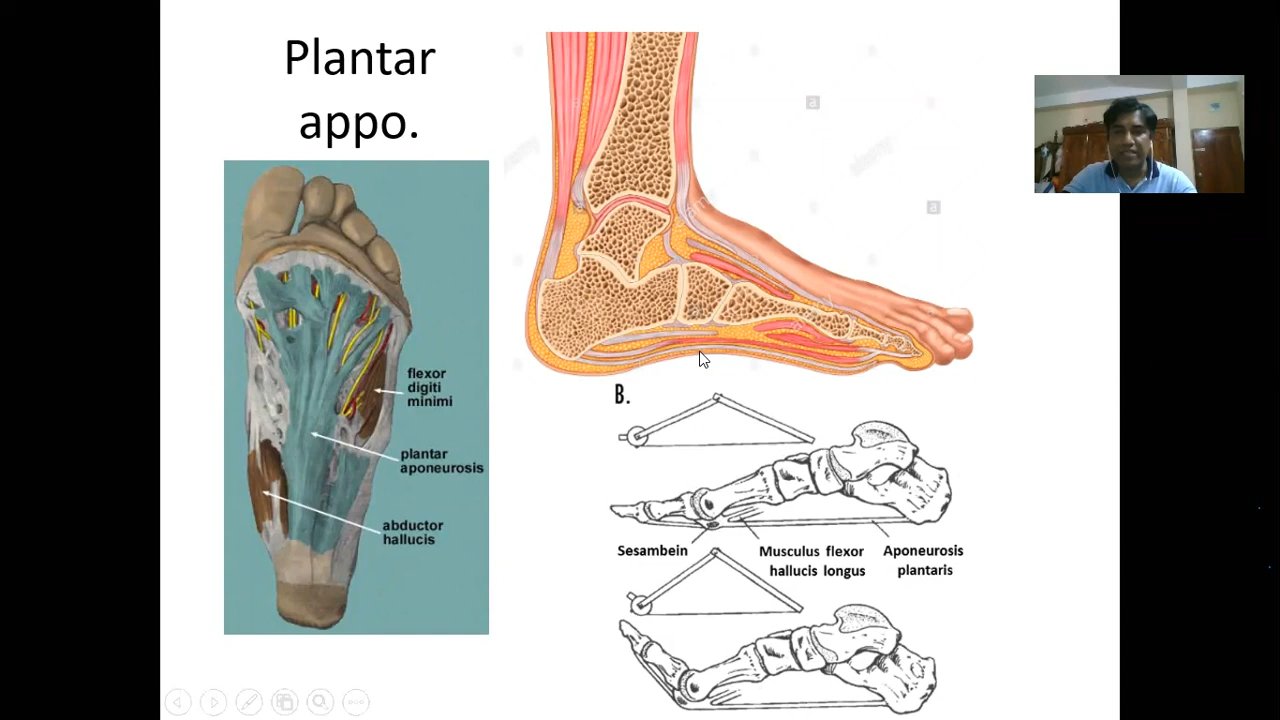 Plantar
appo.
flexor
digiti
minimi
plantar
aponeurosis
abductor
hallucis
a
a
B.
Sesambein
Musculus flexor
hallucis longus
Aponeurosis
plantaris